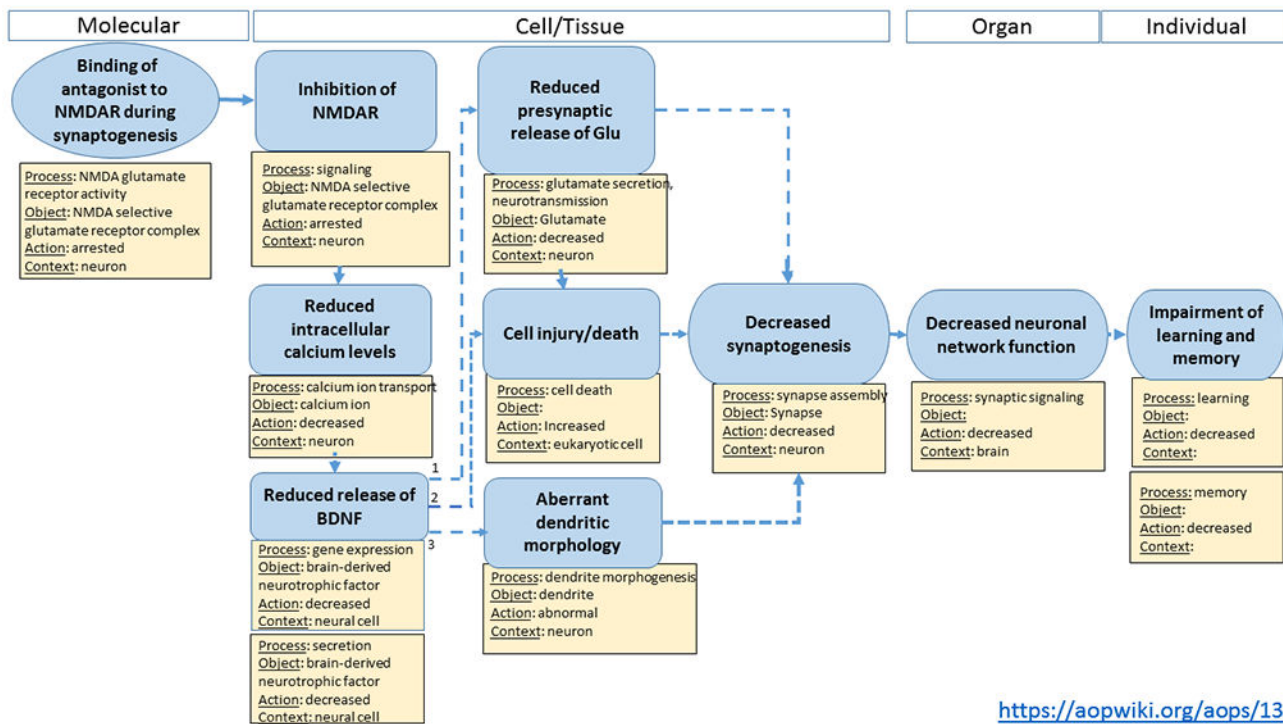 Molecular
Cell/Tissue
Organ
Individual
Binding of
antagonist to
NMDAR during
synaptogenesis
Process: NMDA glutamate
receptor activity
Object: NMDA selective
glutamate receptor complex
Action: arrested
Context: neuron
Inhibition of
NMDAR
Process: signaling
Object: NMDA selective
glutamate receptor complex
Action: arrested
Context: neuron
Reduced
intracellular
calcium levels
Process: calcium ion transport
Object: calcium ion
Action: decreased
Context: neuron
Reduced release of
BDNF
1
2
3
Process: gene expression
Object: brain-derived
neurotrophic factor
Action: decreased
Context: neural cell
Process: secretion
Object: brain-derived
neurotrophic factor
Action: decreased
Context: neural cell
Reduced
presynaptic
release of Glu
Process: glutamate secretion,
neurotransmission
Object: Glutamate
Action: decreased
Context: neuron
Cell injury/death
Process: cell death
Object:
Action: Increased
Context: eukaryotic cell
Aberrant
dendritic
morphology
Process: dendrite morphogenesis
Object: dendrite
Action: abnormal
Context: neuron
Decreased
synaptogenesis
Process: synapse assembly
Object: Synapse
Action: decreased
Context: neuron
Decreased neuronal
network function
Process: synaptic signaling
Object:
Action: decreased
Context: brain
Impairment of
learning and
memory
Process: learning
Object:
Action: decreased
Context:
Process: memory
Object:
Action: decreased
Context:
https://aopwiki.org/aops/13